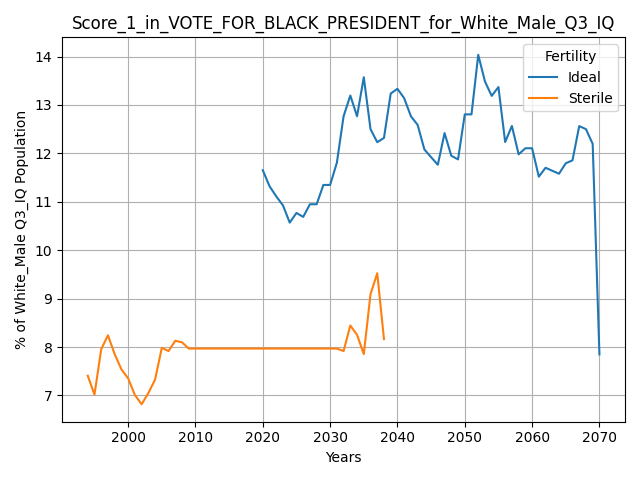 Score_1_in_VOTE_FOR_BLACK_PRESIDENT_for_White_Male_Q3_IQ
Fertility
Ideal
Sterile
% of White_Male Q3_IQ Population
14
13
12
11
10
9
8
7
2000 2010 2020 2030 2040 2050 2060 2070
Years